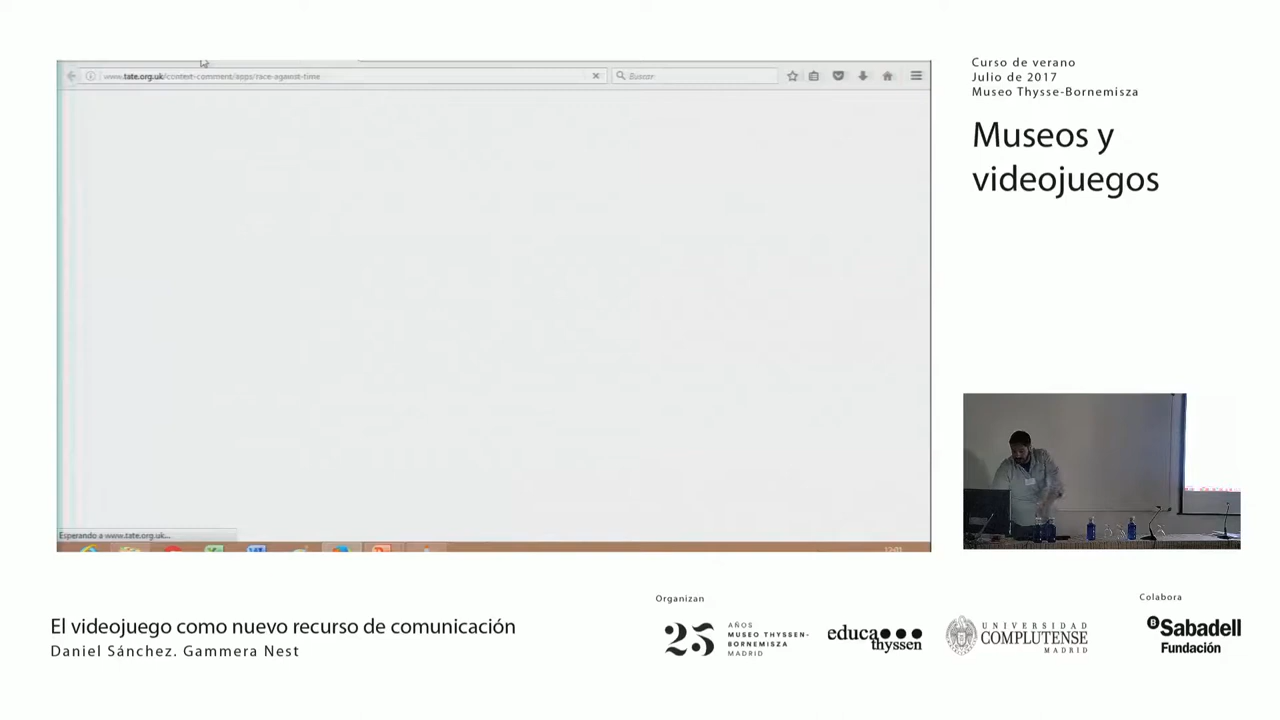 www.tate.org.uk/context-comment/apps/race-against-time
Buscar
Esperando a www.tate.org.uk...
12:01
Curso de verano
Julio de 2017
Museo Thysse-Bornemisza
Museos y
videojuegos
El videojuego como nuevo recurso de comunicación
Daniel Sánchez. Gammera Nest
Organizan
25 AÑOS
MUSEO THYSSEN-
BORNEMISZA
MADRID
educa
thyssen
UNIVERSIDAD
COMPLUTENSE
MADRID
Colabora
B Sabadell
Fundación